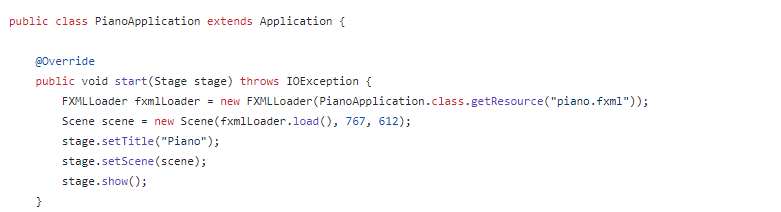 public class PianoApplication extends Application {
@Override
public void start(Stage stage) throws IOException {
FXMLLoader fxmlLoader = new FXMLLoader(PianoApplication.class.getResource("piano.fxml"));
Scene scene = new Scene(fxmlLoader.load(), 767, 612);
stage.setTitle("Piano");
stage.setScene(scene);
stage.show();
}